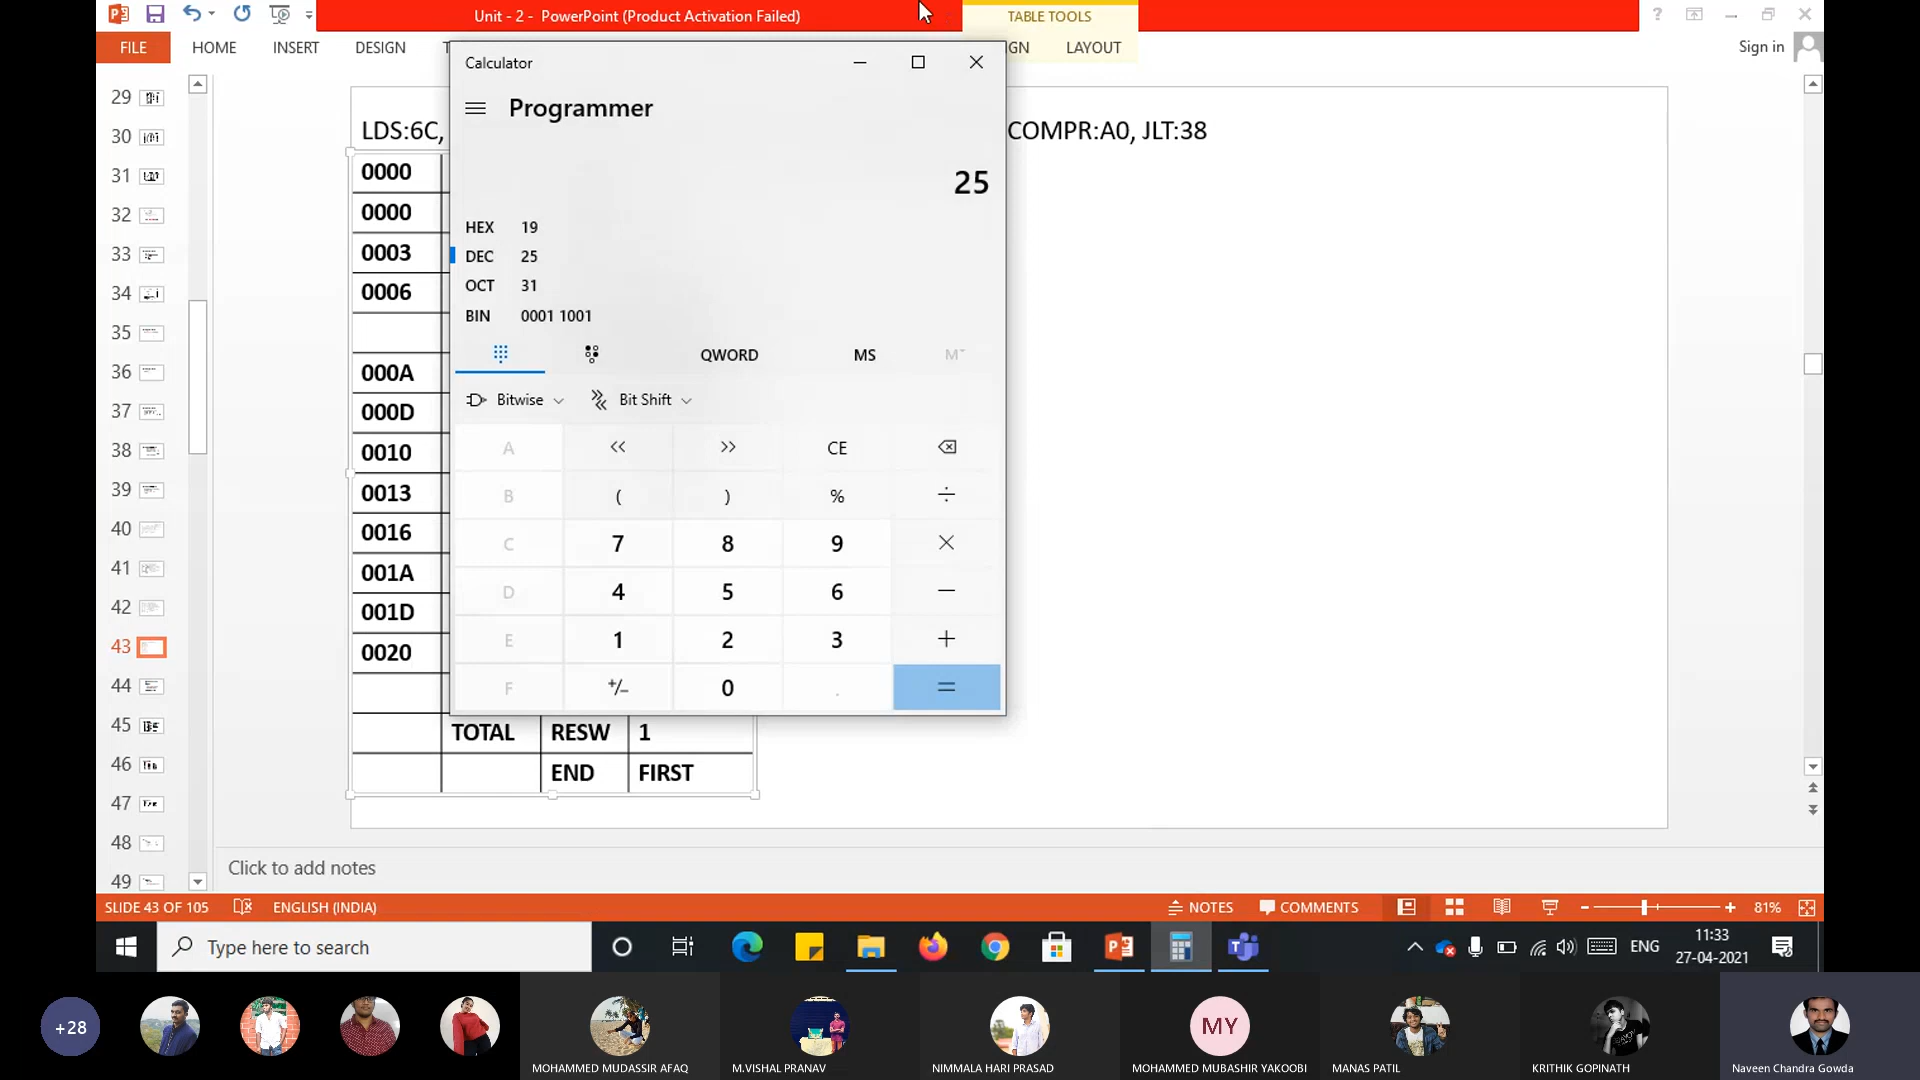 Unit - 2 - PowerPoint (Product Activation Failed)
TABLE TOOLS
FILE
HOME
INSERT
DESIGN
T
GN
LAYOUT
Sign in
Calculator
Programmer
25
HEX 19
DEC 25
OCT 31
BIN 0001 1001
QWORD
MS
M
Bitwise
Bit Shift
A << >> CE
B ( ) % ÷
C 7 8 9 ×
D 4 5 6 −
E 1 2 3 +
F +/− 0 . =
29
30
31
32
33
34
35
36
37
38
39
40
41
42
43
44
45
46
47
48
49
LDS:6C,
COMPR:A0, JLT:38
0000
0000
0003
0006
000A
000D
0010
0013
0016
001A
001D
0020
TOTAL RESW 1
END FIRST
Click to add notes
SLIDE 43 OF 105
ENGLISH (INDIA)
NOTES
COMMENTS
81%
Type here to search
ENG
11:33
27-04-2021
+28
MOHAMMED MUDASSIR AFAQ
M.VISHAL PRANAV
NIMMALA HARI PRASAD
MY
MOHAMMED MUBASHIR YAKOOBI
MANAS PATIL
KRITHIK GOPINATH
Naveen Chandra Gowda